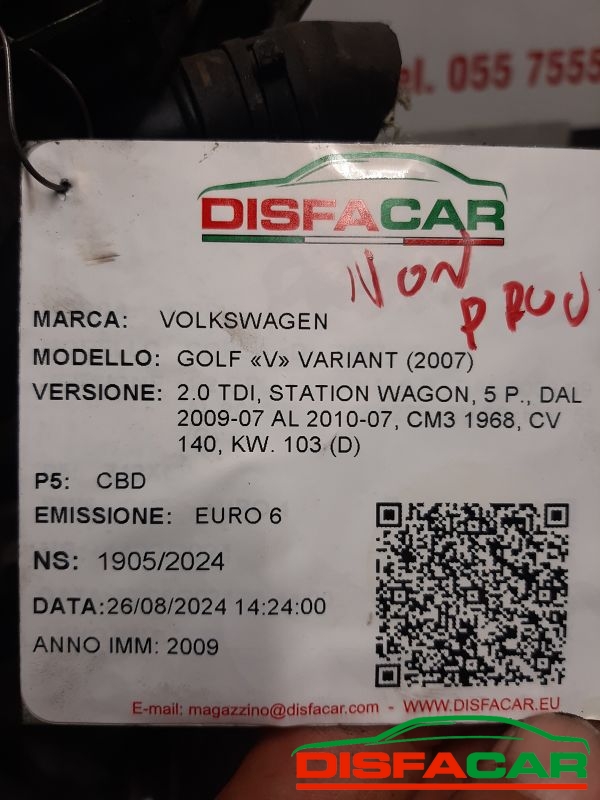 el. 055 7555
DISFACAR
NON
PROV
MARCA: VOLKSWAGEN
MODELLO: GOLF «V» VARIANT (2007)
VERSIONE: 2.0 TDI, STATION WAGON, 5 P., DAL
2009-07 AL 2010-07, CM3 1968, CV
140, KW. 103 (D)
P5: CBD
EMISSIONE: EURO 6
NS: 1905/2024
DATA:26/08/2024 14:24:00
ANNO IMM: 2009
E-mail: magazzino@disfacar.com - WWW.DISFACAR.EU
DISFACAR